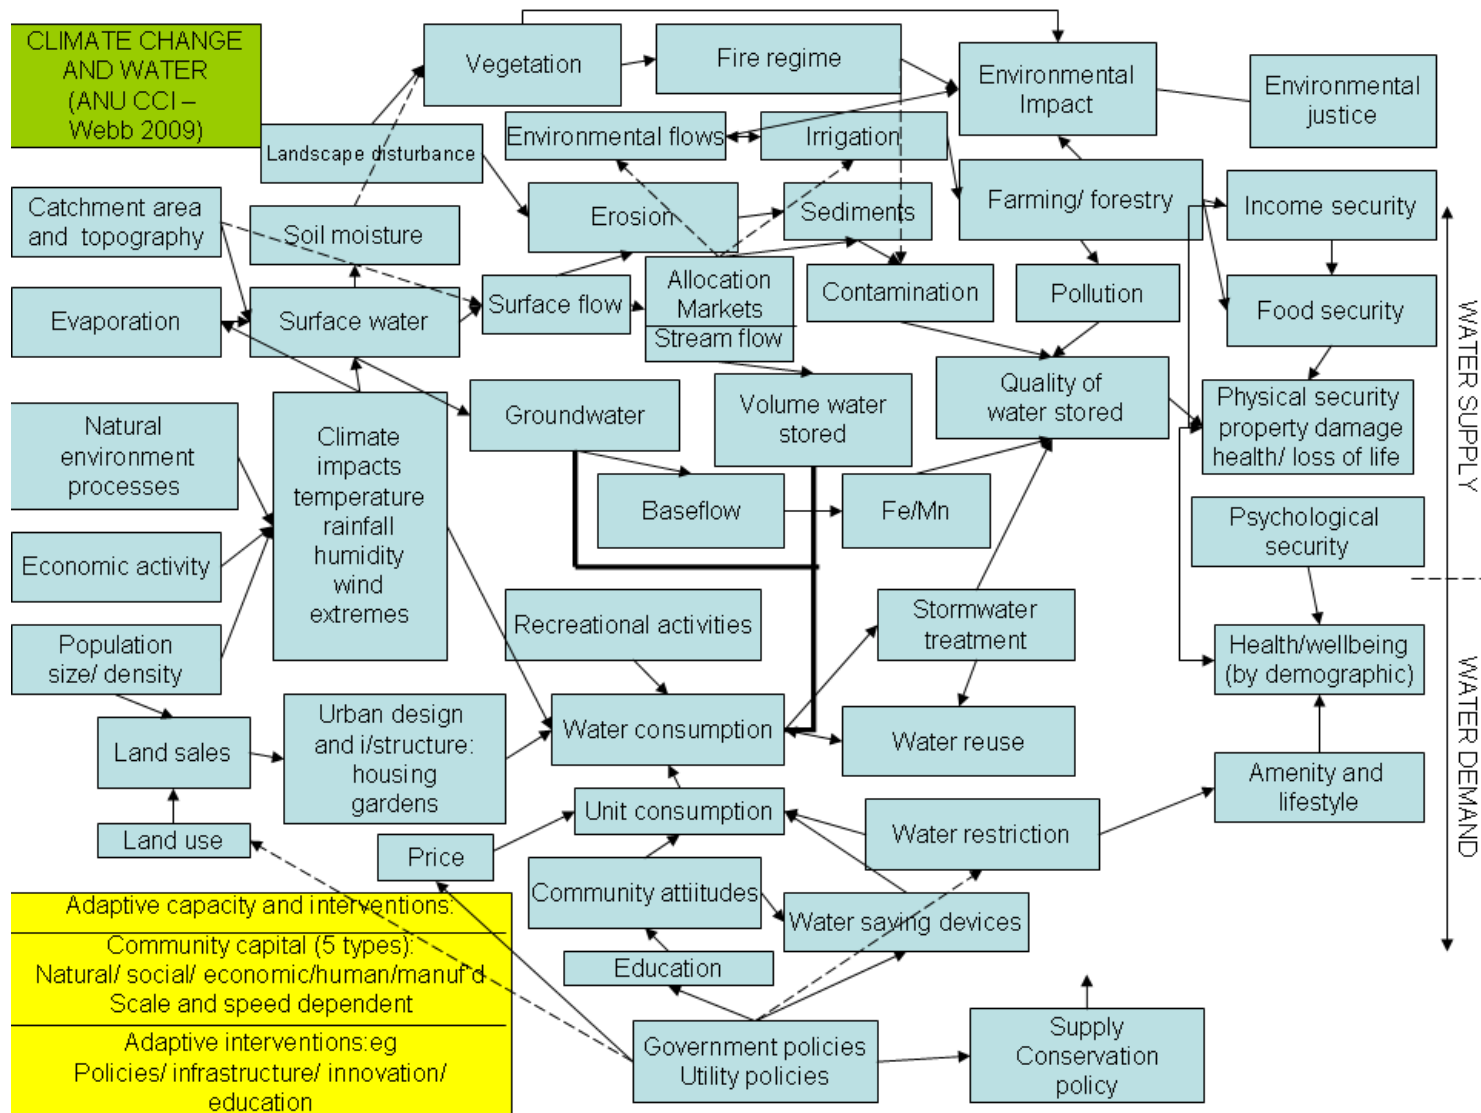 CLIMATE CHANGE
AND WATER
(ANU CCI –
Webb 2009)
Vegetation
Fire regime
Environmental
Impact
Environmental
justice
Landscape disturbance
Environmental flows
Irrigation
Catchment area
and topography
Soil moisture
Erosion
Sediments
Farming/ forestry
Income security
Evaporation
Surface water
Surface flow
Allocation
Markets
Stream flow
Contamination
Pollution
Food security
WATER SUPPLY
Natural
environment
processes
Climate
impacts
temperature
rainfall
humidity
wind
extremes
Groundwater
Volume water
stored
Quality of
water stored
Physical security
property damage
health/ loss of life
Baseflow
Fe/Mn
Psychological
security
Economic activity
Recreational activities
Stormwater
treatment
Population
size/ density
Health/wellbeing
(by demographic)
Land sales
Urban design
and i/structure:
housing
gardens
Water consumption
Water reuse
WATER DEMAND
Amenity and
lifestyle
Land use
Price
Unit consumption
Water restriction
Community attiitudes
Water saving devices
Education
Adaptive capacity and interventions:
Community capital (5 types):
Natural/ social/ economic/human/manuf'd
Scale and speed dependent
Adaptive interventions:eg
Policies/ infrastructure/ innovation/
education
Government policies
Utility policies
Supply
Conservation
policy